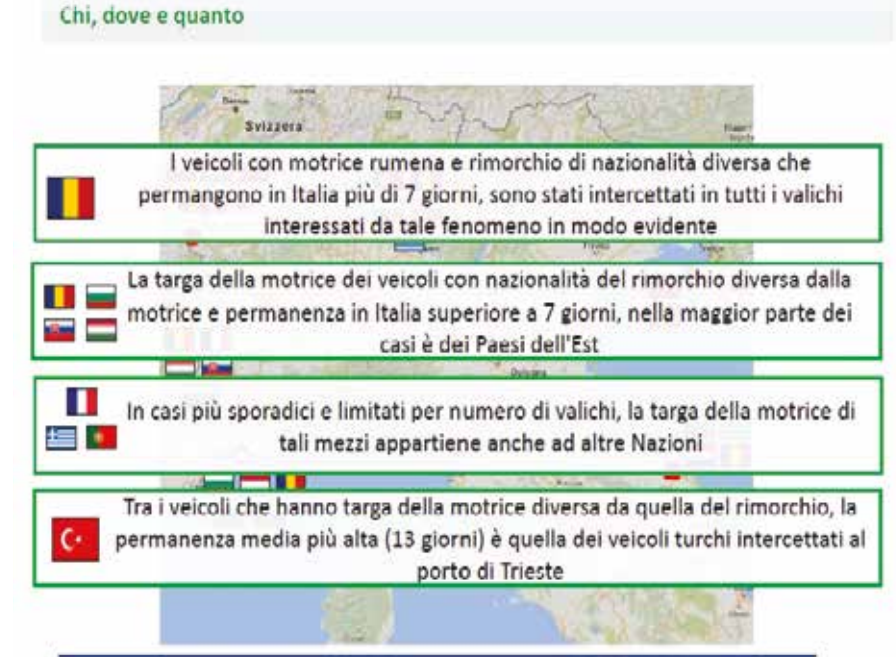 Chi, dove e quanto
Svizzera
I veicoli con motrice rumena e rimorchio di nazionalità diversa che
permangono in Italia più di 7 giorni, sono stati intercettati in tutti i valichi
interessati da tale fenomeno in modo evidente
La targa della motrice dei veicoli con nazionalità del rimorchio diversa dalla
motrice e permanenza in Italia superiore a 7 giorni, nella maggior parte dei
casi è dei Paesi dell'Est
In casi più sporadici e limitati per numero di valichi, la targa della motrice di
tali mezzi appartiene anche ad altre Nazioni
Tra i veicoli che hanno targa della motrice diversa da quella del rimorchio, la
permanenza media più alta (13 giorni) è quella dei veicoli turchi intercettati al
porto di Trieste